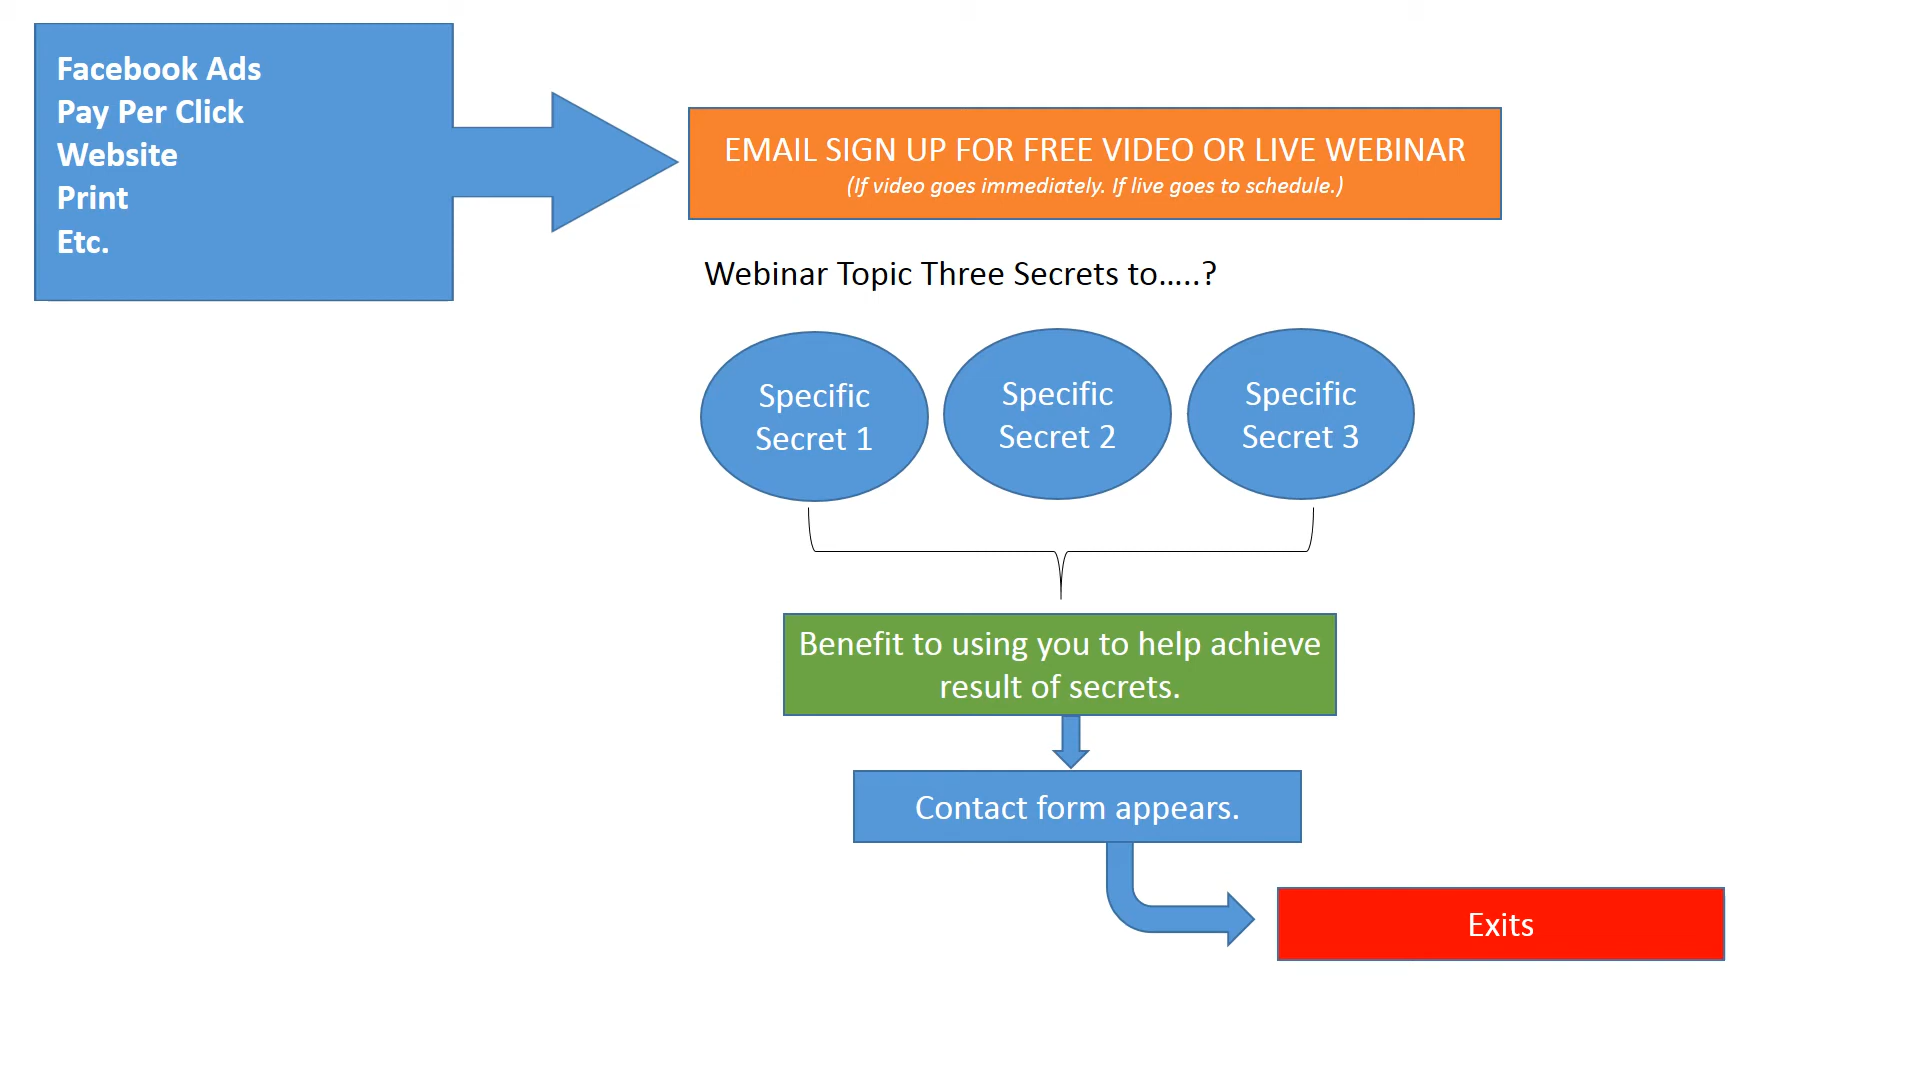 Facebook Ads
Pay Per Click
Website
Print
Etc.
EMAIL SIGN UP FOR FREE VIDEO OR LIVE WEBINAR
(If video goes immediately. If live goes to schedule.)
Webinar Topic Three Secrets to.....?
Specific
Secret 1
Specific
Secret 2
Specific
Secret 3
Benefit to using you to help achieve
result of secrets.
Contact form appears.
Exits